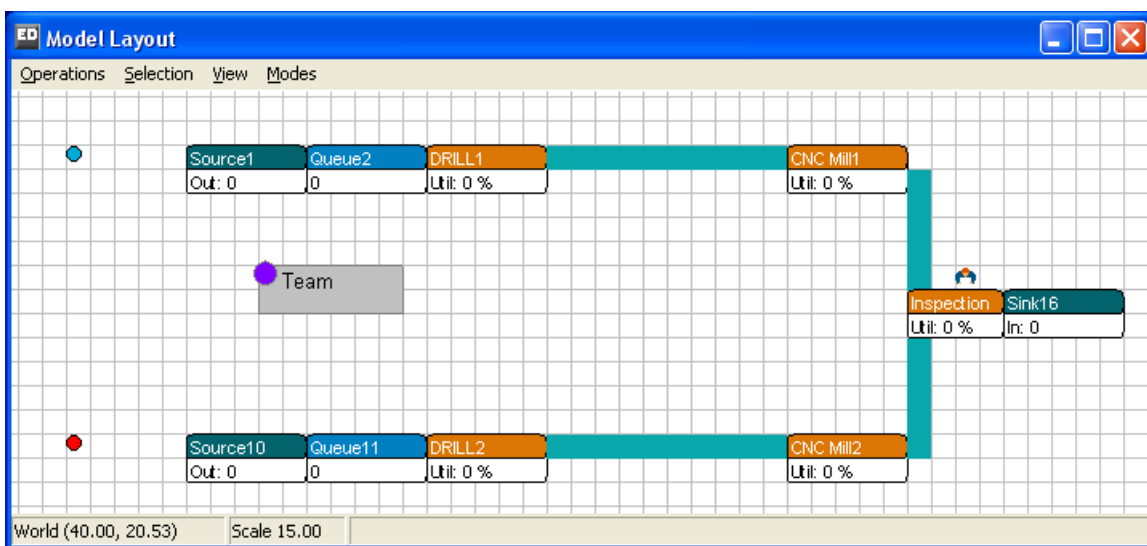 ED Model Layout
Operations Selection View Modes
Source1 Queue2 DRILL1 CNC Mill1
Out: 0 0 Util: 0 % Util: 0 %
Team
Inspection Sink16
Util: 0 % In: 0
Source10 Queue11 DRILL2 CNC Mill2
Out: 0 0 Util: 0 % Util: 0 %
World (40.00, 20.53) Scale 15.00